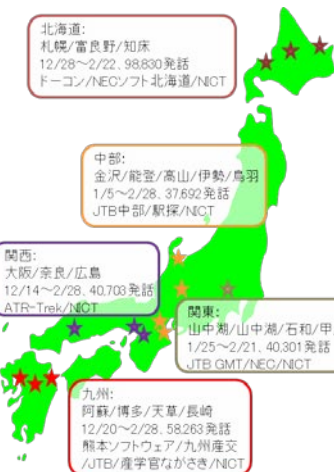 北海道:
札幌/富良野/知床
12/28～2/22、98,830発話
ドーコン/NECソフト北海道/NICT
中部:
金沢/能登/高山/伊勢/鳥羽
1/5～2/28、37,692発話
JTB中部/駅探/NICT
関西:
大阪/奈良/広島
12/14～2/28、40,703発話
ATR-Trek/NICT
関東:
山中湖/山中湖/石和/甲
1/25～2/21、40,301発話
JTB GMT/NEC/NICT
九州:
阿蘇/博多/天草/長崎
12/20～2/28、58,263発話
熊本ソフトウェア/九州産交
/JTB/産学官ながさき/NICT